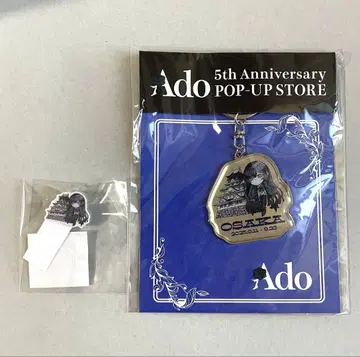 Ado
5th Anniversary
POP-UP STORE
OSAKA
Ado